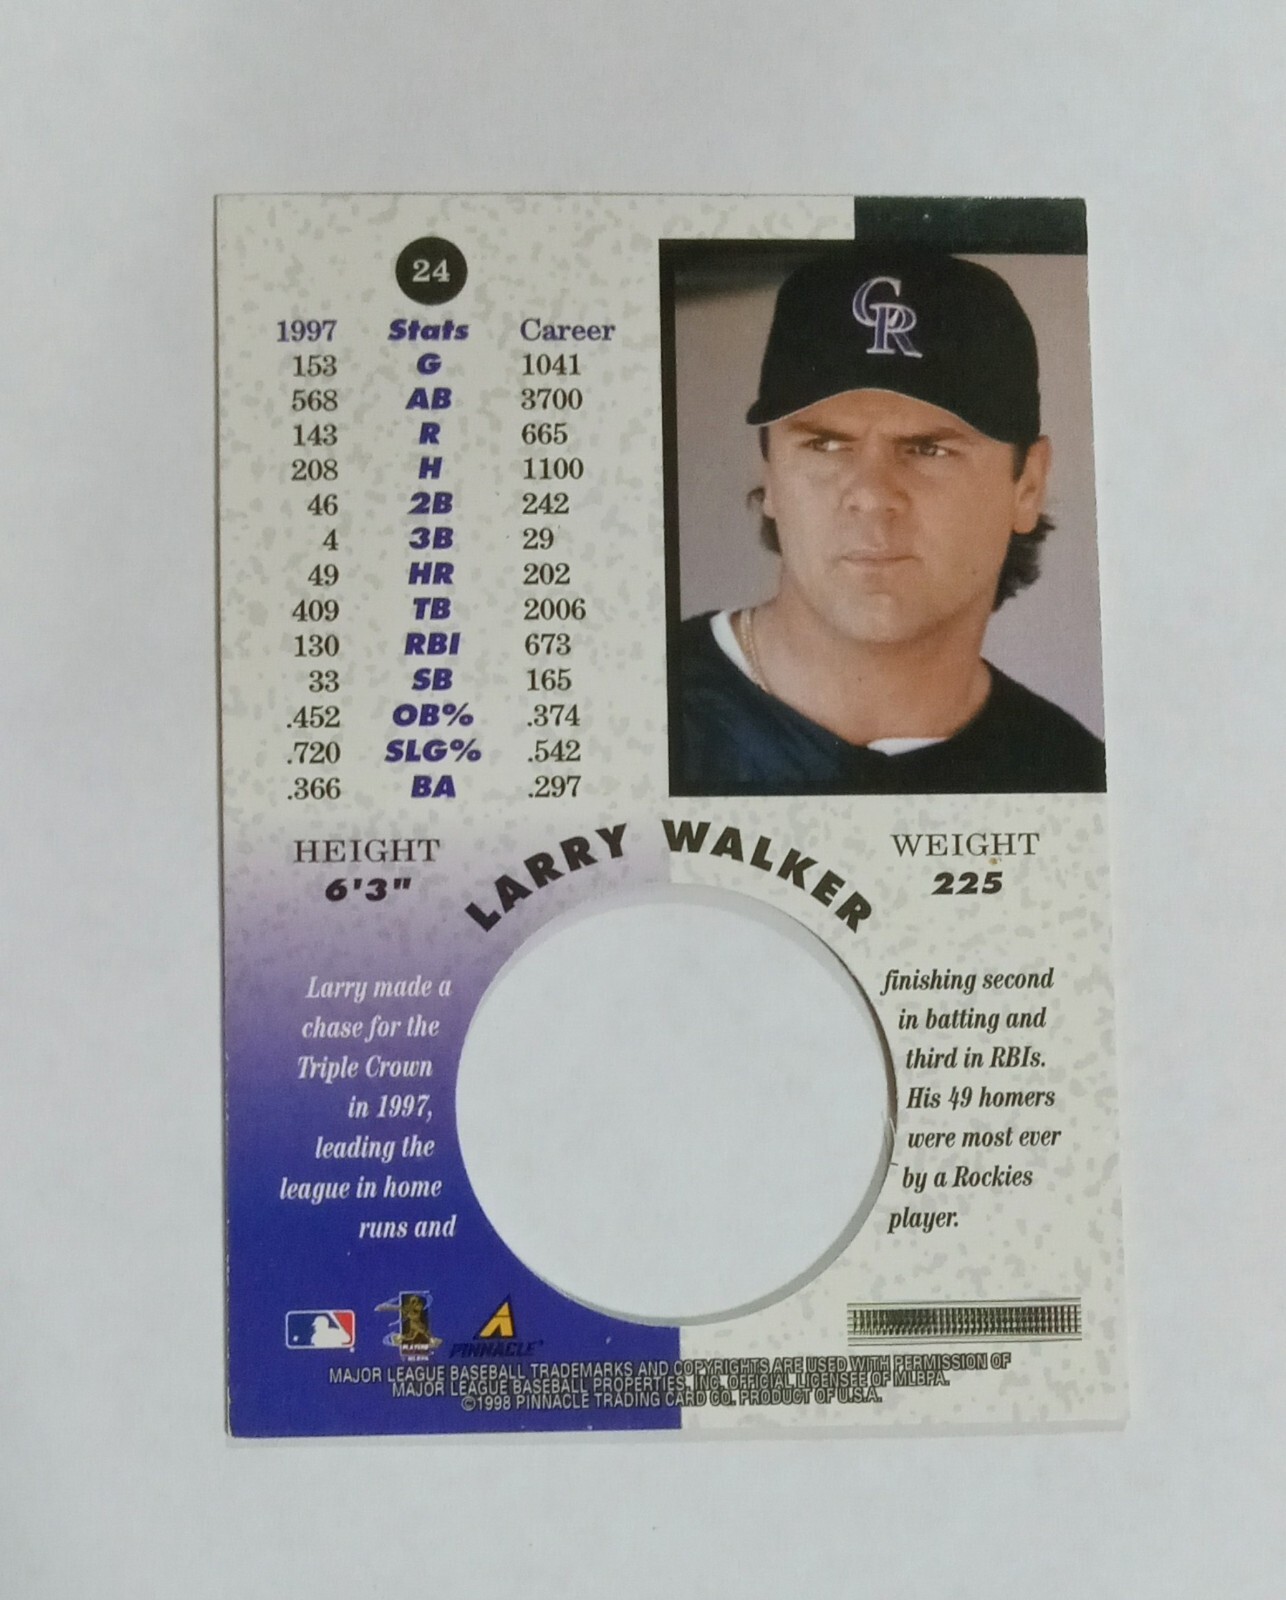 24
1997 Stats Career
153 G 1041
568 AB 3700
143 R 665
208 H 1100
46 2B 242
4 3B 29
49 HR 202
409 TB 2006
130 RBI 673
33 SB 165
.452 OB% .374
.720 SLG% .542
.366 BA .297
CR
HEIGHT
6'3"
LARRY WALKER
WEIGHT
225
Larry made a
chase for the
Triple Crown
in 1997,
leading the
league in home
runs and
finishing second
in batting and
third in RBIs.
His 49 homers
were most ever
by a Rockies
player.
PLAYERS
PINNACLE
MAJOR LEAGUE BASEBALL TRADEMARKS AND COPYRIGHTS ARE USED WITH PERMISSION OF
MAJOR LEAGUE BASEBALL PROPERTIES, INC. OFFICIAL LICENSEE OF MLBPA.
©1998 PINNACLE TRADING CARD CO. PRODUCT OF U.S.A.